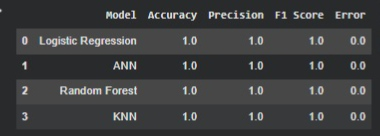 Model Accuracy Precision F1 Score Error
0 Logistic Regression 1.0 1.0 1.0 0.0
1 ANN 1.0 1.0 1.0 0.0
2 Random Forest 1.0 1.0 1.0 0.0
3 KNN 1.0 1.0 1.0 0.0